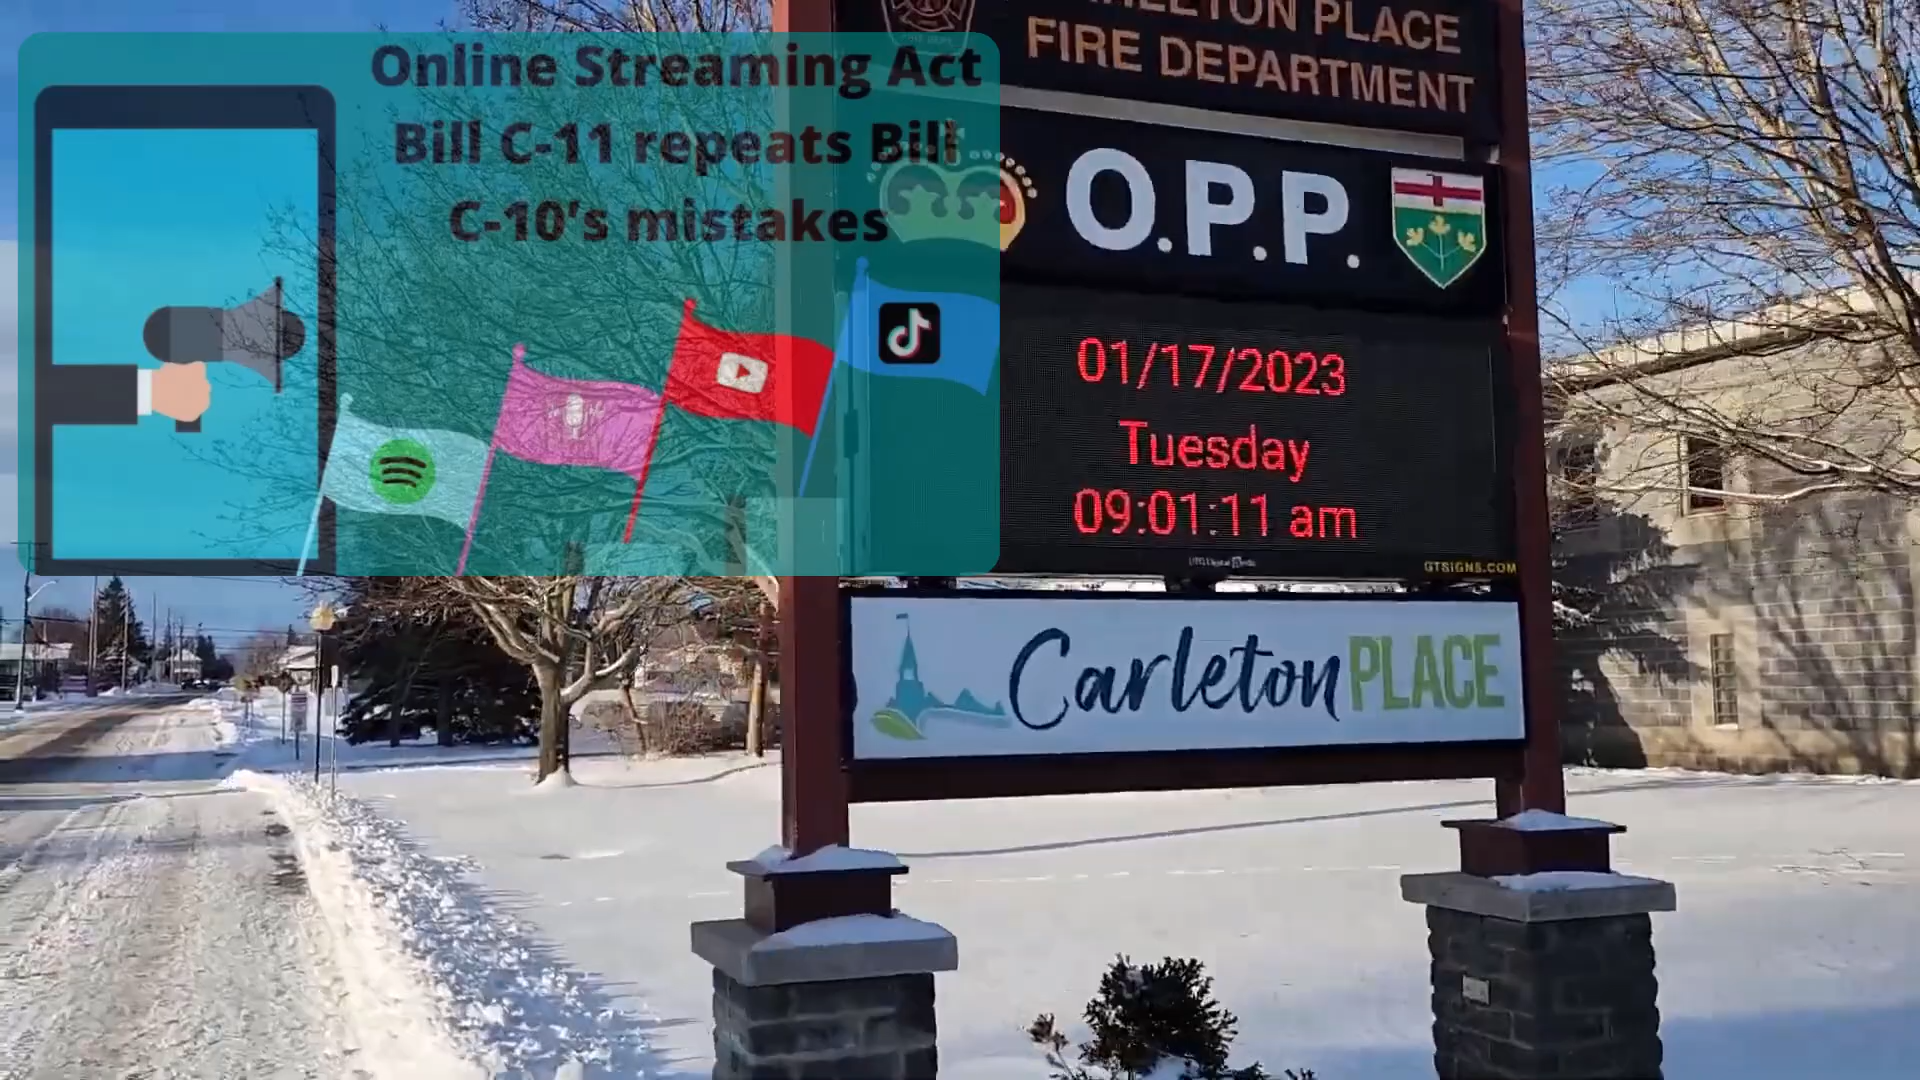 Online Streaming Act
Bill C-11 repeats Bill
C-10's mistakes
PLACE
FIRE DEPARTMENT
O.P.P.
01/17/2023
Tuesday
09:01:11 am
GTSIGNS.COM
Carleton PLACE